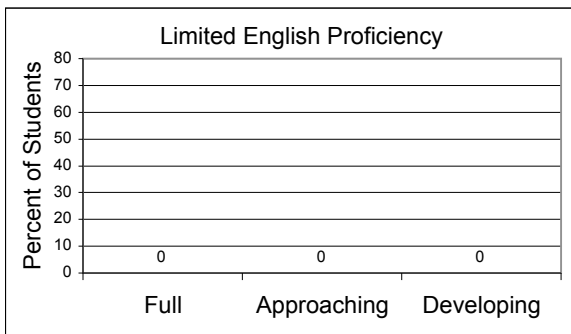 Limited English Proficiency
Percent of Students
80
70
60
50
40
30
20
10
0
0 0 0
Full Approaching Developing